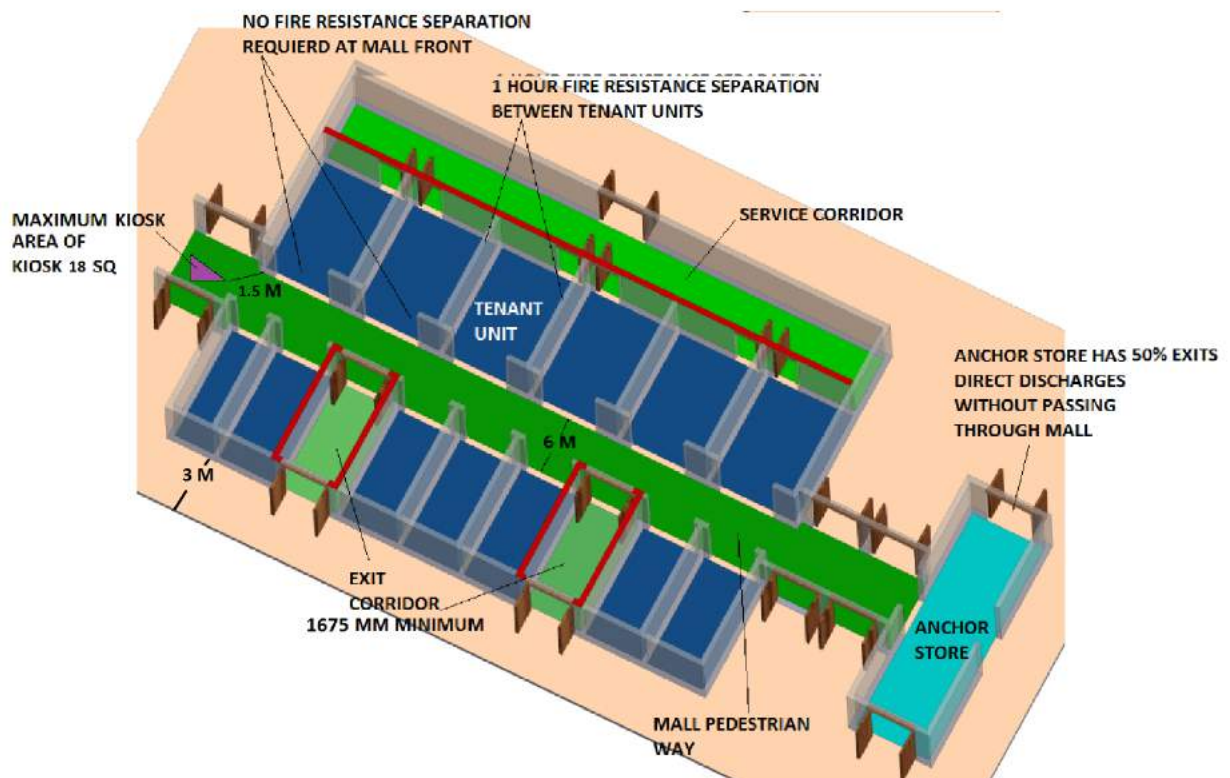 NO FIRE RESISTANCE SEPARATION
REQUIERD AT MALL FRONT
1 HOUR FIRE RESISTANCE SEPARATION
BETWEEN TENANT UNITS
MAXIMUM KIOSK
AREA OF
KIOSK 18 SQ
1.5 M
SERVICE CORRIDOR
TENANT
UNIT
ANCHOR STORE HAS 50% EXITS
DIRECT DISCHARGES
WITHOUT PASSING
THROUGH MALL
6 M
3 M
EXIT
CORRIDOR
1675 MM MINIMUM
ANCHOR
STORE
MALL PEDESTRIAN
WAY